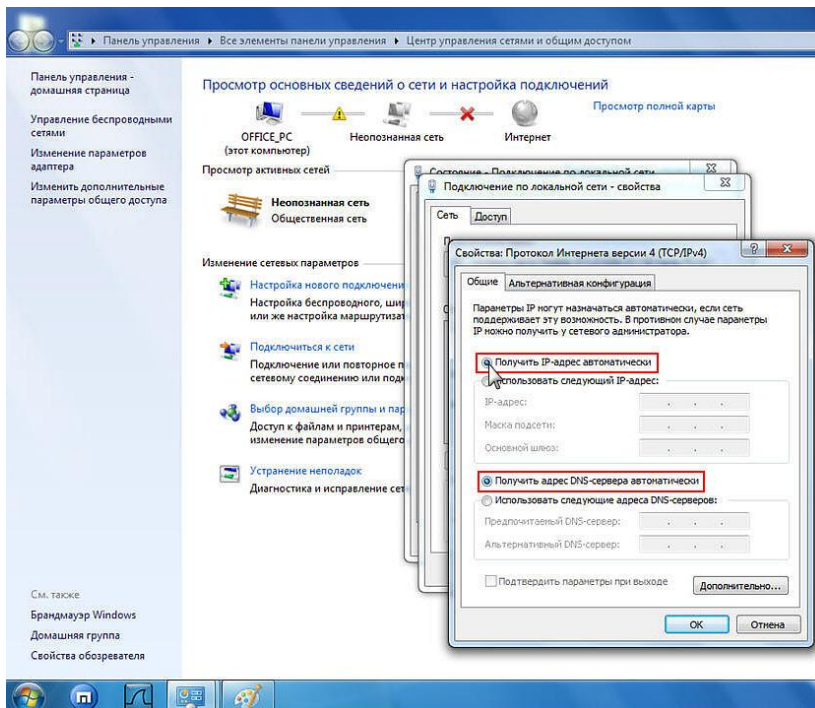 Панель управления ▸ Все элементы панели управления ▸ Центр управления сетями и общим доступом
Панель управления -
домашняя страница
Управление беспроводными
сетями
Изменение параметров
адаптера
Изменить дополнительные
параметры общего доступа
Просмотр основных сведений о сети и настройка подключений
Просмотр полной карты
OFFICE_PC
(этот компьютер)
Неопознанная сеть
Интернет
Просмотр активных сетей
Неопознанная сеть
Общественная сеть
Изменение сетевых параметров
Настройка нового подключени
Настройка беспроводного, шир
или же настройка маршрутизат
Подключиться к сети
Подключение или повторное п
сетевому соединению или подк
Выбор домашней группы и пар
Доступ к файлам и принтерам,
изменение параметров общего
Устранение неполадок
Диагностика и исправление сет
См. также
Брандмауэр Windows
Домашняя группа
Свойства обозревателя
Состояние - Подключение по локальной сети
Подключение по локальной сети - свойства
Сеть
Доступ
Свойства: Протокол Интернета версии 4 (TCP/IPv4)
Общие
Альтернативная конфигурация
Параметры IP могут назначаться автоматически, если сеть
поддерживает эту возможность. В противном случае параметры
IP можно получить у сетевого администратора.
Получить IP-адрес автоматически
Использовать следующий IP-адрес:
IP-адрес:
Маска подсети:
Основной шлюз:
Получить адрес DNS-сервера автоматически
Использовать следующие адреса DNS-серверов:
Предпочитаемый DNS-сервер:
Альтернативный DNS-сервер:
Подтвердить параметры при выходе
Дополнительно...
ОК
Отмена